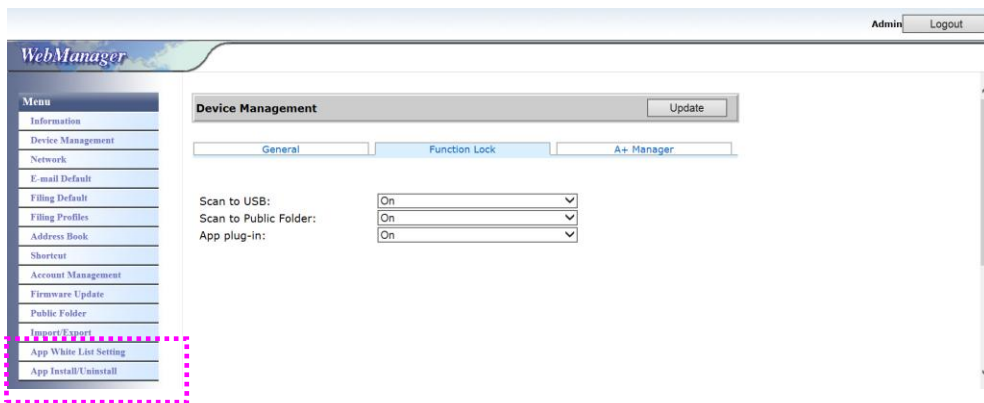 Admin Logout
WebManager
Menu
Information
Device Management
Network
E-mail Default
Filing Default
Filing Profiles
Address Book
Shortcut
Account Management
Firmware Update
Public Folder
Import/Export
App White List Setting
App Install/Uninstall
Device Management Update
General Function Lock A+ Manager
Scan to USB: On
Scan to Public Folder: On
App plug-in: On